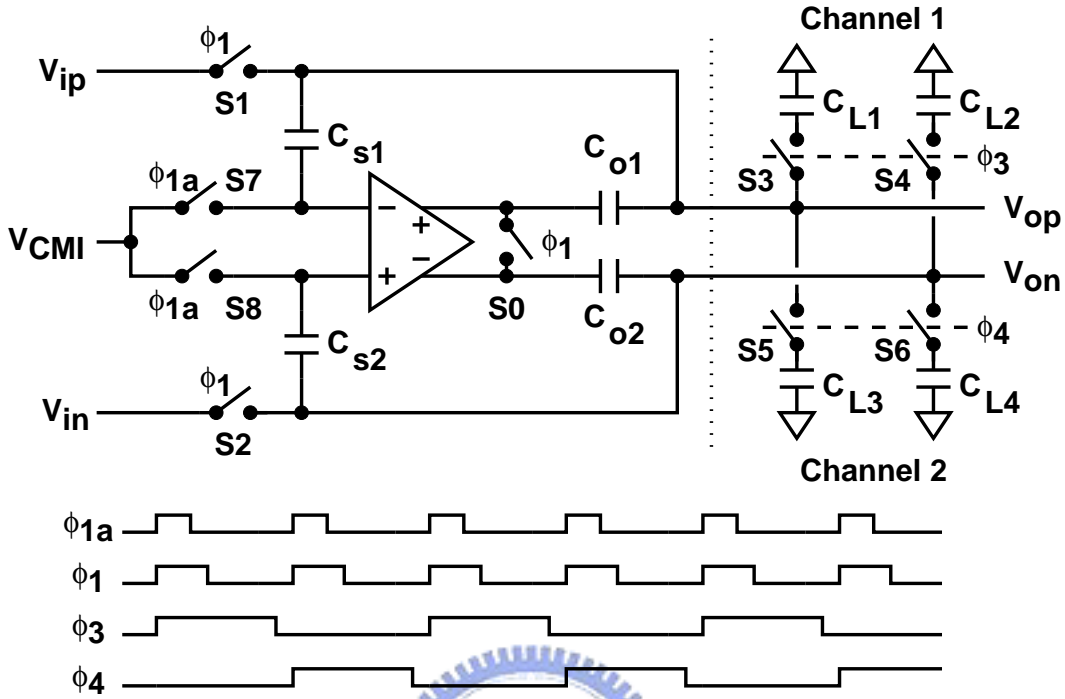 Channel 1
ϕ1
Vip
S1
Cs1
CL1
CL2
Co1
ϕ3
S3
S4
ϕ1a
S7
−
+
Vop
VCMI
ϕ1
−
+
Von
ϕ1a
S8
S0
Co2
ϕ4
S5
S6
Cs2
ϕ1
CL3
CL4
Vin
S2
Channel 2
ϕ1a
ϕ1
ϕ3
ϕ4